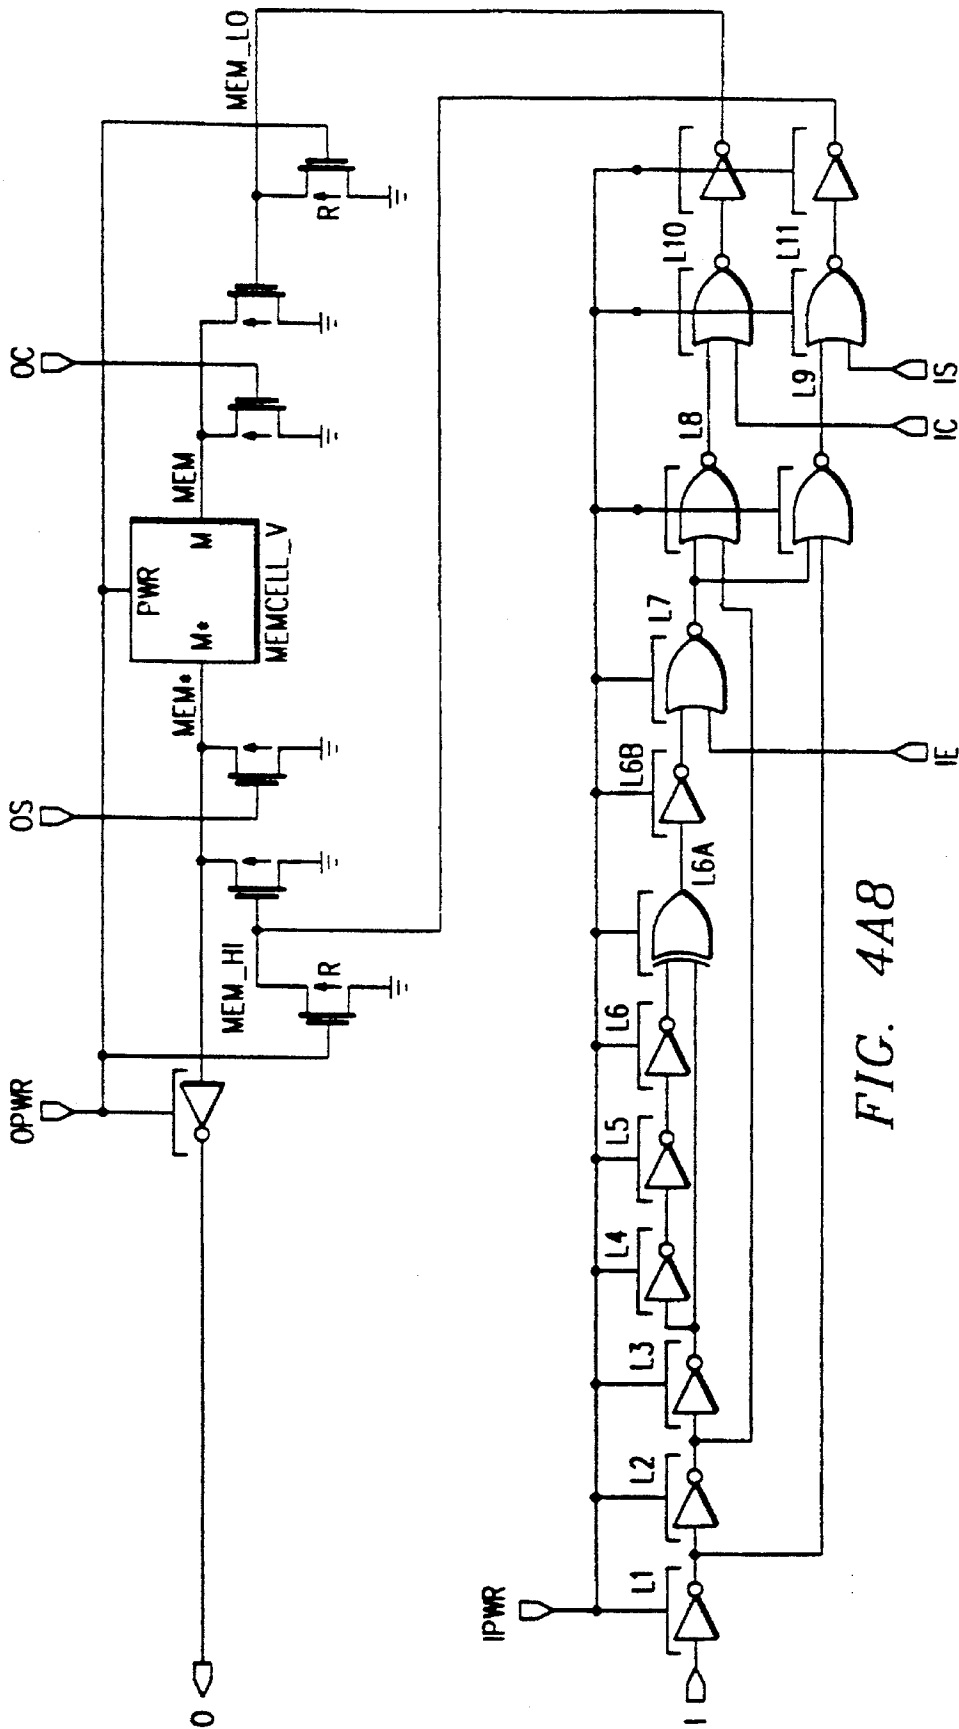 OPWR
OS
OC
MEM_HI
R
MEM*
M*
PWR
M
MEMCELL_V
MEM
MEM_LO
R
O
IPWR
I
L1
L2
L3
L4
L5
L6
L6A
L6B
L7
L8
L9
L10
L11
IE
IC
IS
FIG. 4A8